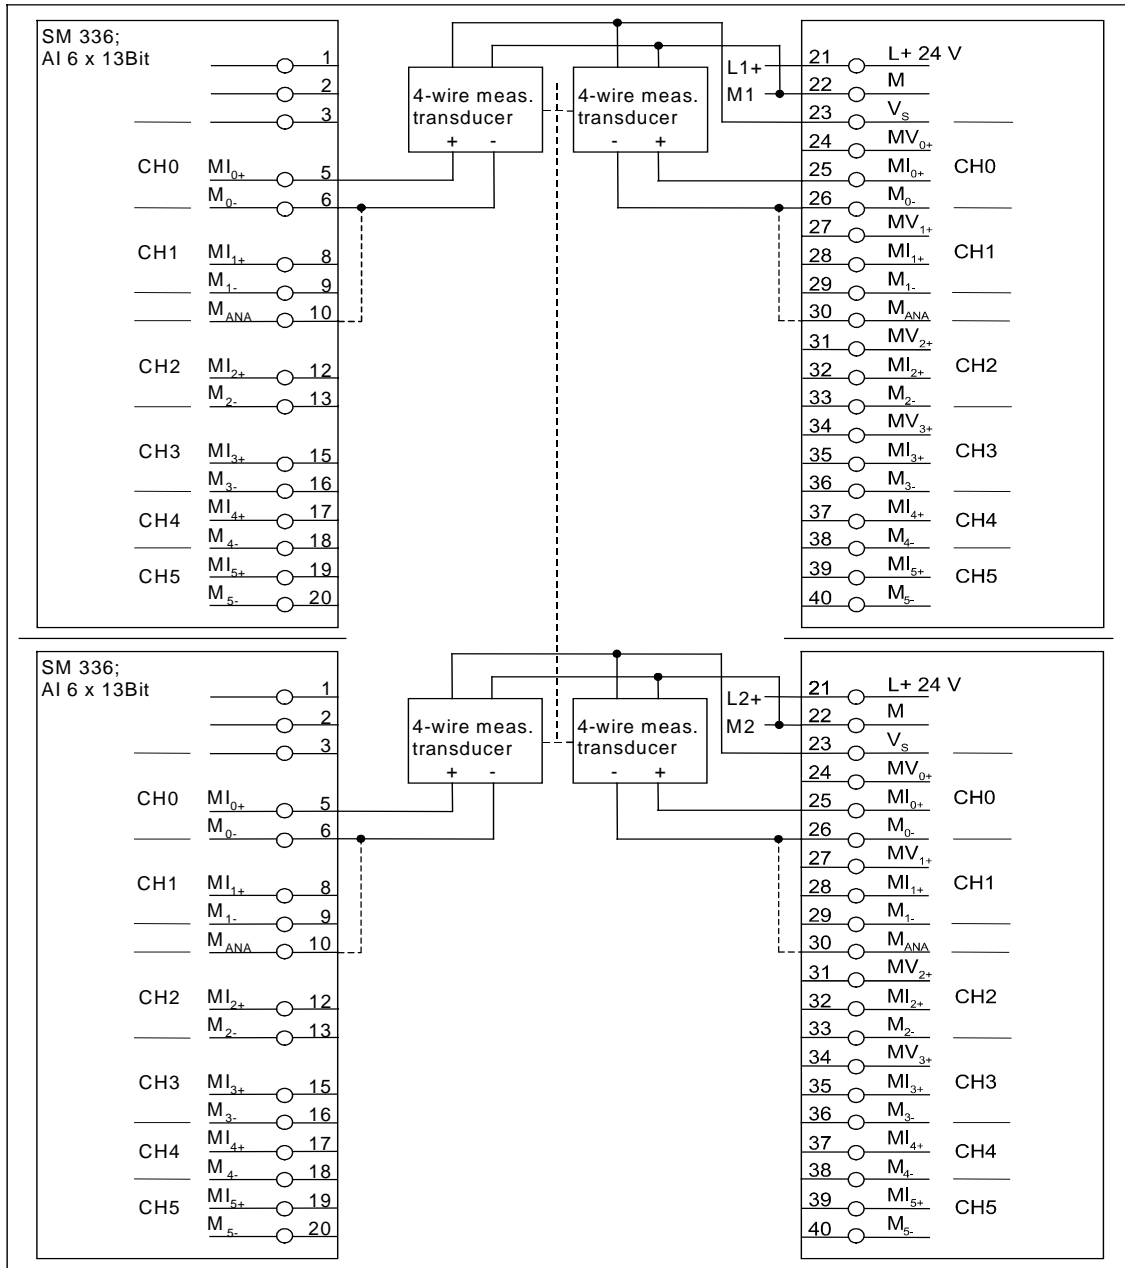 SM 336;
AI 6 x 13Bit
1
2
3
CH0 MI0+ 5
M0- 6
CH1 MI1+ 8
M1- 9
MANA 10
CH2 MI2+ 12
M2- 13
CH3 MI3+ 15
M3- 16
CH4 MI4+ 17
M4- 18
CH5 MI5+ 19
M5- 20
4-wire meas.
transducer
+ -
4-wire meas.
transducer
- +
L1+
M1
21 L+ 24 V
22 M
23 VS
24 MV0+
25 MI0+ CH0
26 M0-
27 MV1+
28 MI1+ CH1
29 M1-
30 MANA
31 MV2+
32 MI2+ CH2
33 M2-
34 MV3+
35 MI3+ CH3
36 M3-
37 MI4+ CH4
38 M4-
39 MI5+ CH5
40 M5-
SM 336;
AI 6 x 13Bit
1
2
3
CH0 MI0+ 5
M0- 6
CH1 MI1+ 8
M1- 9
MANA 10
CH2 MI2+ 12
M2- 13
CH3 MI3+ 15
M3- 16
CH4 MI4+ 17
M4- 18
CH5 MI5+ 19
M5- 20
4-wire meas.
transducer
+ -
4-wire meas.
transducer
- +
L2+
M2
21 L+ 24 V
22 M
23 VS
24 MV0+
25 MI0+ CH0
26 M0-
27 MV1+
28 MI1+ CH1
29 M1-
30 MANA
31 MV2+
32 MI2+ CH2
33 M2-
34 MV3+
35 MI3+ CH3
36 M3-
37 MI4+ CH4
38 M4-
39 MI5+ CH5
40 M5-